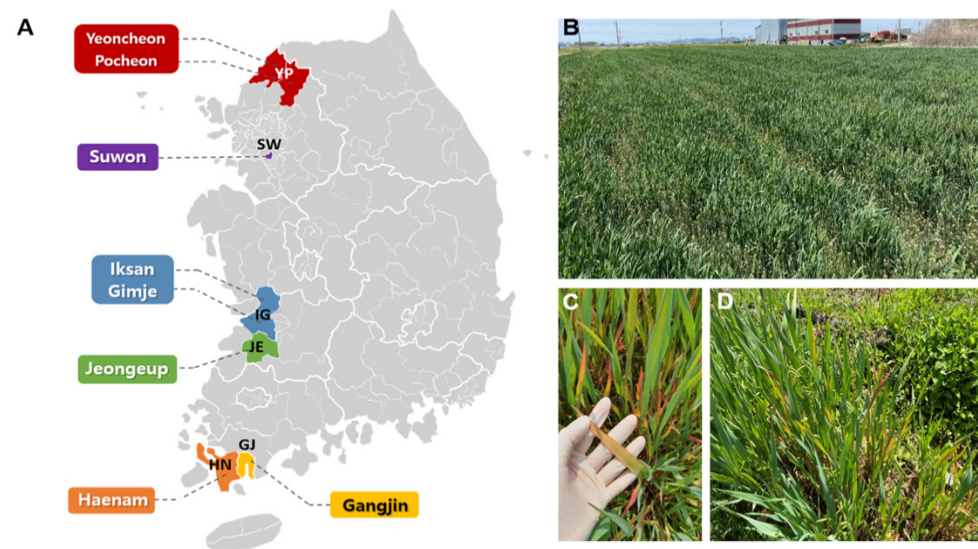 A
Yeoncheon
Pocheon
YP
SW
Suwon
Iksan
Gimje
IG
JE
Jeongeup
GJ
HN
Haenam
Gangjin
B
C
D